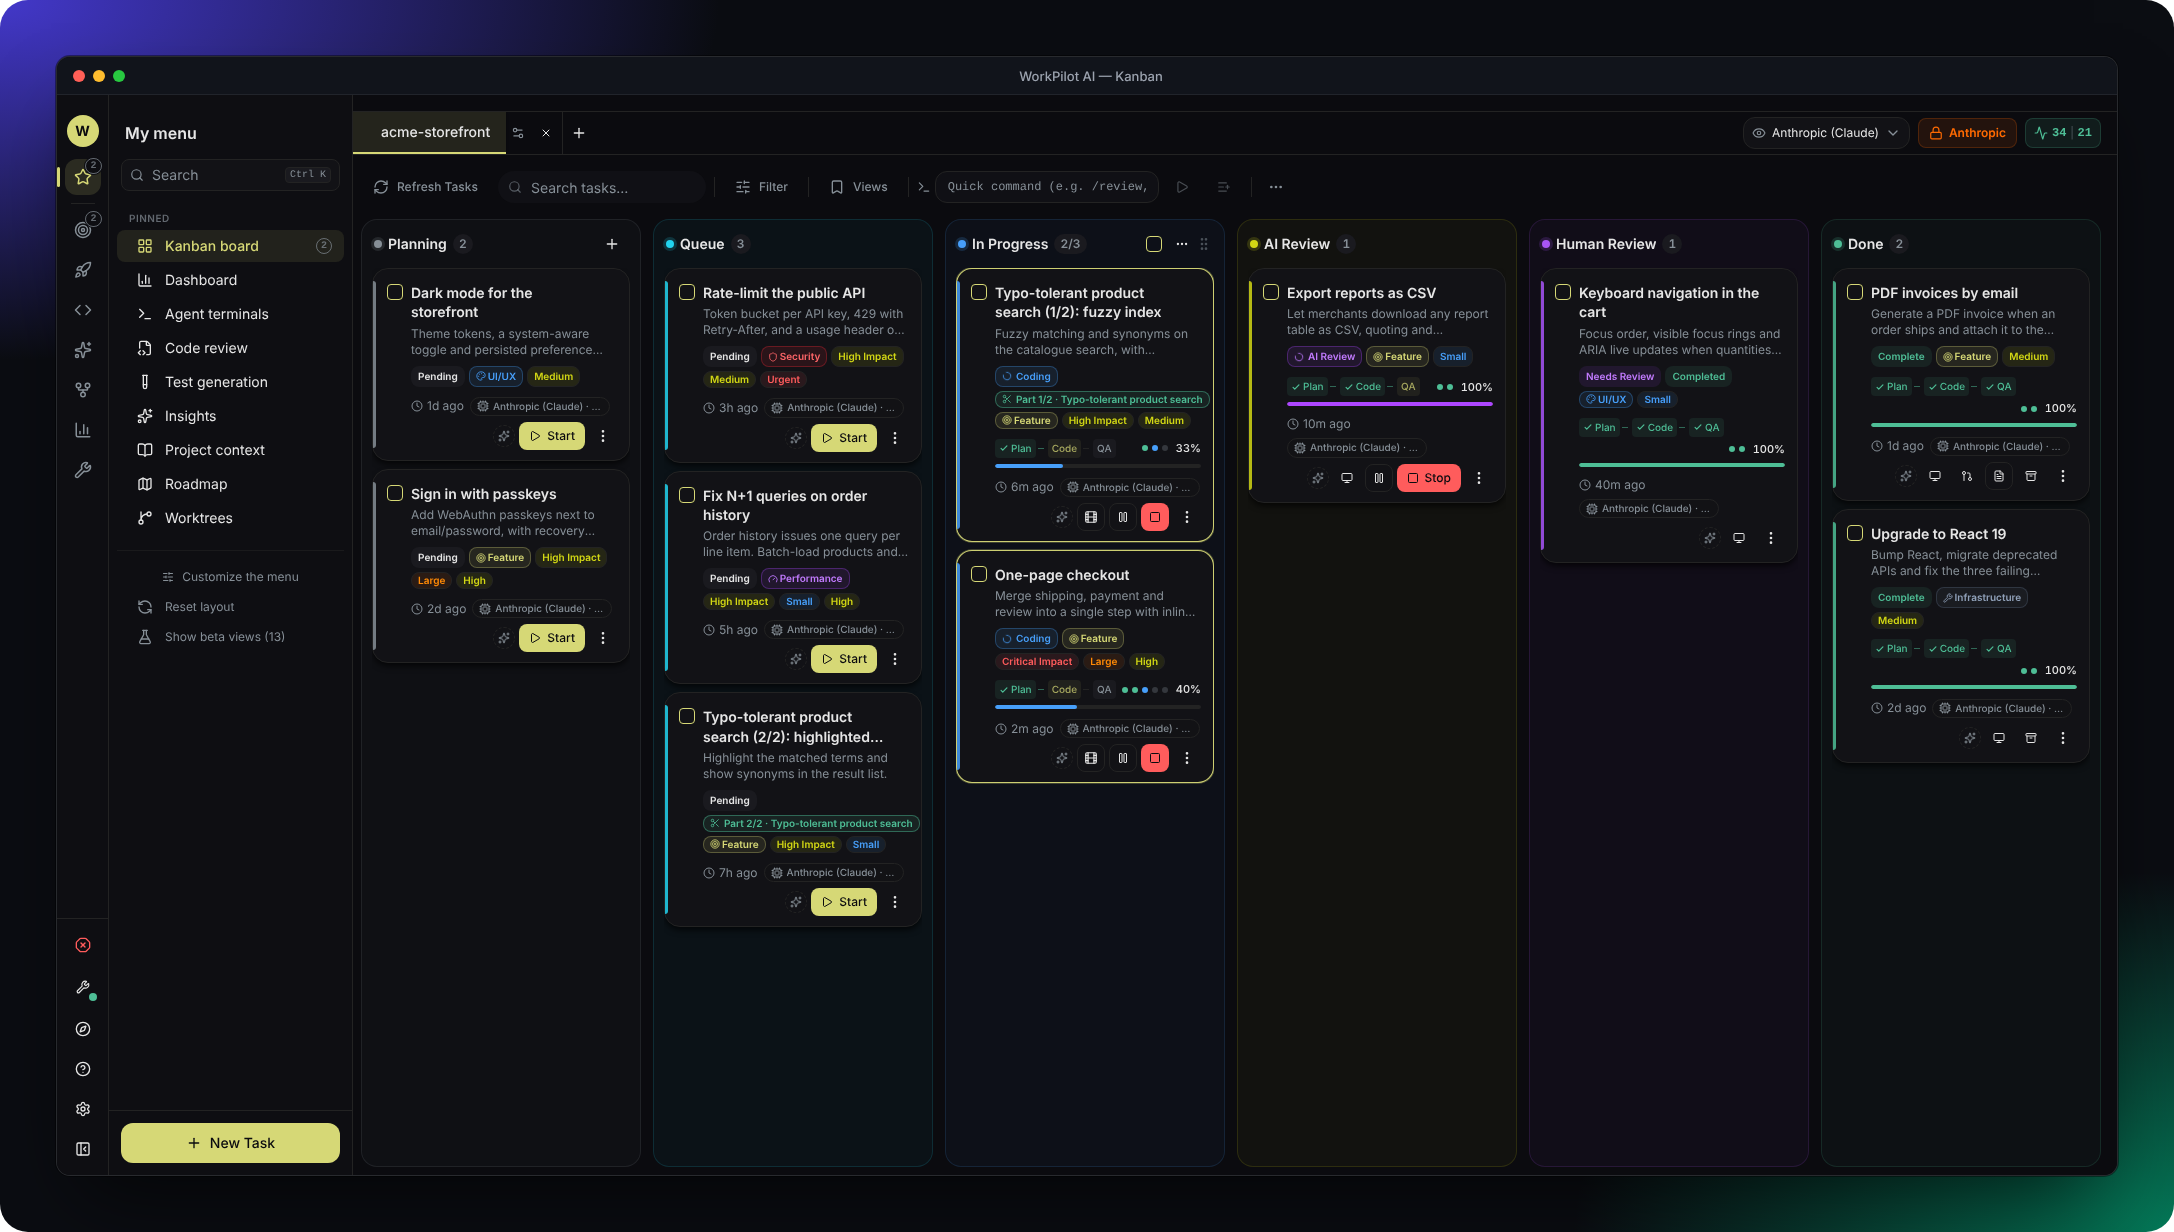 WorkPilot AI — Kanban
W
2
2
My menu
Search
Ctrl K
PINNED
Kanban board
2
Dashboard
Agent terminals
Code review
Test generation
Insights
Project context
Roadmap
Worktrees
Customize the menu
Reset layout
Show beta views (13)
New Task
acme-storefront
Anthropic (Claude)
Anthropic
34 | 21
Refresh Tasks
Search tasks...
Filter
Views
Quick command (e.g. /review,
Planning 2
Dark mode for the
storefront
Theme tokens, a system-aware
toggle and persisted preference...
Pending UI/UX Medium
1d ago Anthropic (Claude) · ...
Start
Sign in with passkeys
Add WebAuthn passkeys next to
email/password, with recovery...
Pending Feature High Impact
Large High
2d ago Anthropic (Claude) · ...
Start
Queue 3
Rate-limit the public API
Token bucket per API key, 429 with
Retry-After, and a usage header o...
Pending Security High Impact
Medium Urgent
3h ago Anthropic (Claude) · ...
Start
Fix N+1 queries on order
history
Order history issues one query per
line item. Batch-load products and...
Pending Performance
High Impact Small High
5h ago Anthropic (Claude) · ...
Start
Typo-tolerant product
search (2/2): highlighted...
Highlight the matched terms and
show synonyms in the result list.
Pending
Part 2/2 · Typo-tolerant product search
Feature High Impact Small
7h ago Anthropic (Claude) · ...
Start
In Progress 2/3
Typo-tolerant product
search (1/2): fuzzy index
Fuzzy matching and synonyms on
the catalogue search, with...
Coding
Part 1/2 · Typo-tolerant product search
Feature High Impact Medium
Plan – Code – QA 33%
6m ago Anthropic (Claude) · ...
One-page checkout
Merge shipping, payment and
review into a single step with inlin...
Coding Feature
Critical Impact Large High
Plan – Code – QA 40%
2m ago Anthropic (Claude) · ...
AI Review 1
Export reports as CSV
Let merchants download any report
table as CSV, quoting and...
AI Review Feature Small
Plan – Code – QA 100%
10m ago
Anthropic (Claude) · ...
Stop
Human Review 1
Keyboard navigation in the
cart
Focus order, visible focus rings and
ARIA live updates when quantities...
Needs Review Completed
UI/UX Small
Plan – Code – QA
100%
40m ago
Anthropic (Claude) · ...
Done 2
PDF invoices by email
Generate a PDF invoice when an
order ships and attach it to the...
Complete Feature Medium
Plan – Code – QA
100%
1d ago Anthropic (Claude) · ...
Upgrade to React 19
Bump React, migrate deprecated
APIs and fix the three failing...
Complete Infrastructure
Medium
Plan – Code – QA
100%
2d ago Anthropic (Claude) · ...